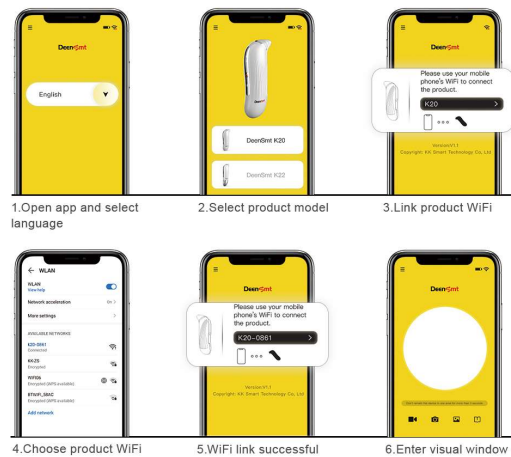 DeenSmt
English
1.Open app and select
language
DeenSmt
DeenSmt K20
DeenSmt K22
2.Select product model
DeenSmt
Please use your mobile
phone's WiFi to connect
the product.
K20
Version:V1.1
Copyright: KK Smart Technology Co, Ltd
3.Link product WiFi
WLAN
WLAN
View help
Network acceleration
On
More settings
AVAILABLE NETWORKS
K20-0861
Connected
KK-ZS
Encrypted
WIFI06
Encrypted (WPS available)
BTWiFi_SMAC
Encrypted (WPS available)
Add network
4.Choose product WiFi
DeenSmt
Please use your mobile
phone's WiFi to connect
the product.
K20-0861
Version:V1.1
Copyright: KK Smart Technology Co, Ltd
5.WiFi link successful
DeenSmt
6.Enter visual window